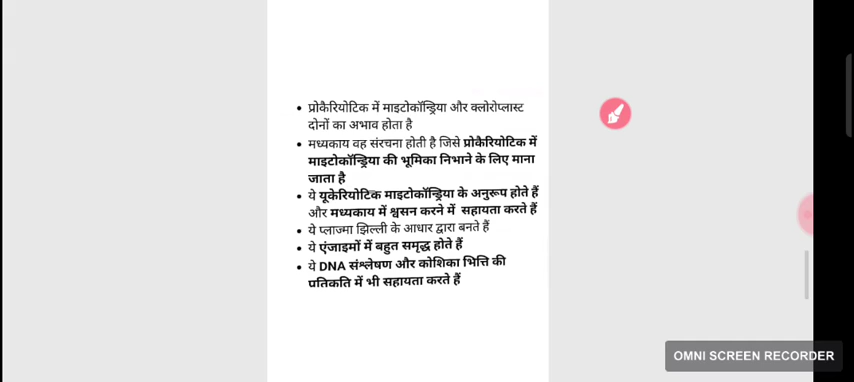 • प्रोकैरियोटिक में माइटोकॉन्ड्रिया और क्लोरोप्लास्ट
दोनों का अभाव होता है
• मध्यकाय वह संरचना होती है जिसे प्रोकैरियोटिक में
माइटोकॉन्ड्रिया की भूमिका निभाने के लिए माना
जाता है
• ये यूकेरियोटिक माइटोकॉन्ड्रिया के अनुरूप होते हैं
और मध्यकाय में श्वसन करने में सहायता करते हैं
• ये प्लाज्मा झिल्ली के आधार द्वारा बनते हैं
• ये एंजाइमों में बहुत समृद्ध होते हैं
• ये DNA संश्लेषण और कोशिका भित्ति की
प्रतिकृति में भी सहायता करते हैं
OMNI SCREEN RECORDER